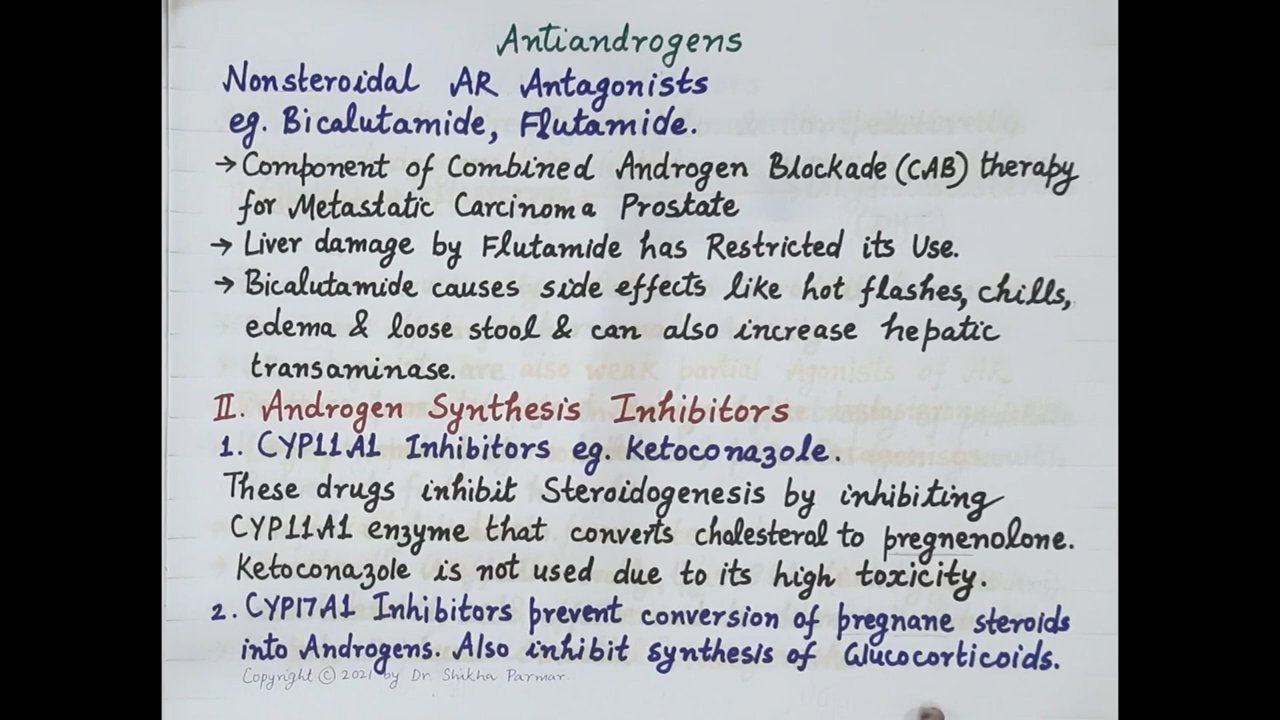 Antiandrogens
Nonsteroidal AR Antagonists
eg. Bicalutamide, Flutamide.
→ Component of Combined Androgen Blockade (CAB) therapy
for Metastatic Carcinoma Prostate
→ Liver damage by Flutamide has Restricted its Use.
→ Bicalutamide causes side effects like hot flashes, chills,
edema & loose stool & can also increase hepatic
transaminase.
II. Androgen Synthesis Inhibitors
1. CYP11A1 Inhibitors eg. Ketoconazole.
These drugs inhibit Steroidogenesis by inhibiting
CYP11A1 enzyme that converts cholesteral to pregnenolone.
Ketoconazole is not used due to its high toxicity.
2. CYP17A1 Inhibitors prevent conversion of pregnane steroids
into Androgens. Also inhibit synthesis of Glucocorticoids.
Copyright © 2021 by Dr. Shikha Parmar.